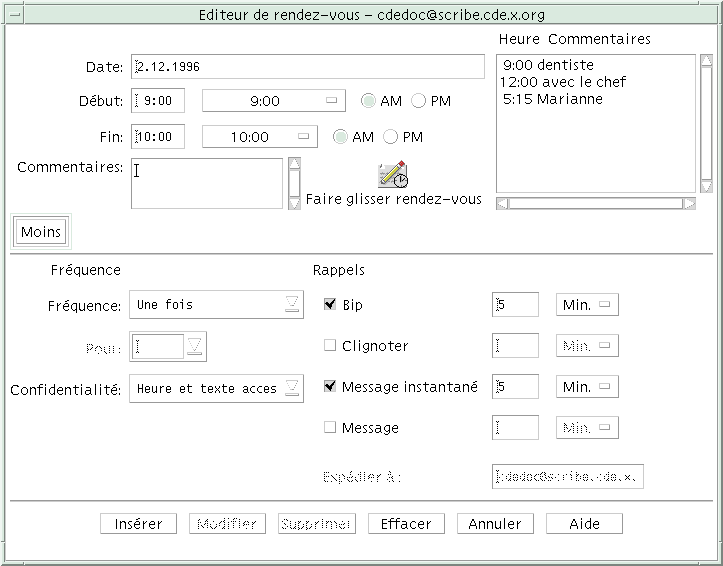 Editeur de rendez-vous - cdedoc@scribe.cde.x.org
Heure Commentaires
Date: 2.12.1996
9:00 dentiste
12:00 avec le chef
5:15 Marianne
Début: 9:00 9:00 AM PM
Fin: 10:00 10:00 AM PM
Commentaires:
Faire glisser rendez-vous
Moins
Fréquence Rappels
Fréquence: Une fois Bip 5 Min.
Pour: Clignoter Min.
Confidentialité: Heure et texte acces Message instantané 5 Min.
Message Min.
Expédier à: cdedoc@scribe.cde.x.
Insérer Modifier Supprimer Effacer Annuler Aide